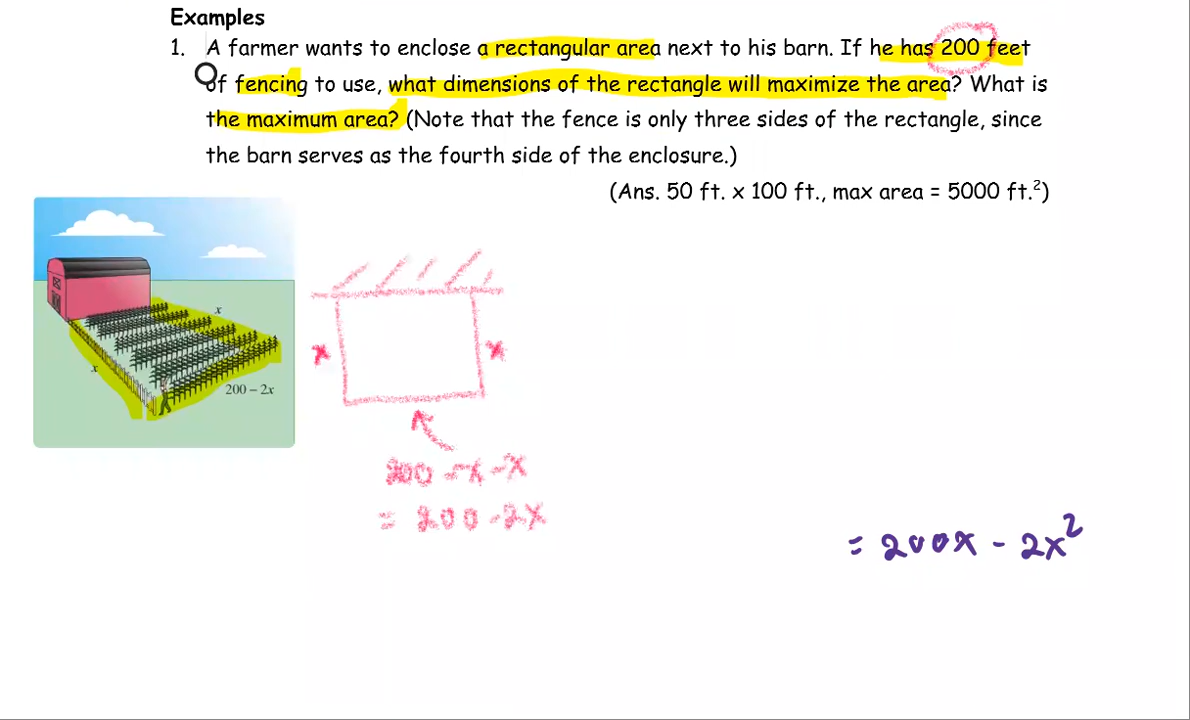 Examples
1. A farmer wants to enclose a rectangular area next to his barn. If he has 200 feet
of fencing to use, what dimensions of the rectangle will maximize the area? What is
the maximum area? (Note that the fence is only three sides of the rectangle, since
the barn serves as the fourth side of the enclosure.)
(Ans. 50 ft. x 100 ft., max area = 5000 ft.²)
x
x
200 – 2x
x
x
200 - x - x
= 200 - 2x
= 200x - 2x²